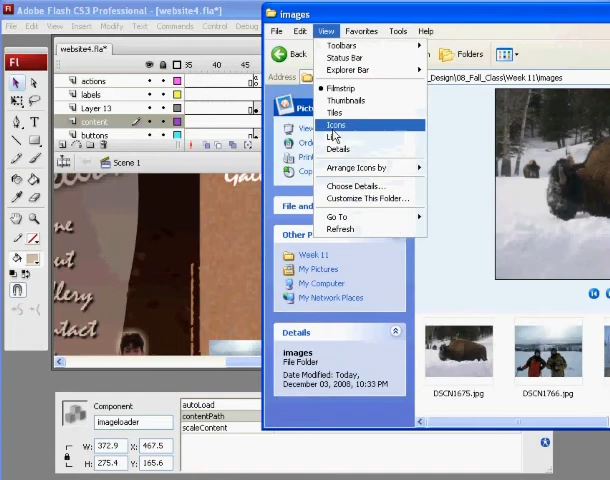 Adobe Flash CS3 Professional - [website4.fla*]
File Edit View Insert Modify Text Commands Control Debug
website4.fla*
35 40 45
actions
labels
Layer 13
content
buttons
Scene 1
Fl
Component
imageloader
autoLoad
contentPath
scaleContent
W: 372.9 X: 467.5
H: 275.4 Y: 165.6
images
File Edit View Favorites Tools Help
Back
Folders
Address
_Design\08_Fall_Class\Week 11\images
Toolbars
Status Bar
Explorer Bar
Filmstrip
Thumbnails
Tiles
Icons
Details
Arrange Icons by
Choose Details...
Customize This Folder...
Go To
Refresh
File and
Other P
Week 11
My Pictures
My Computer
My Network Places
Details
images
File Folder
Date Modified: Today,
December 03, 2008, 10:33 PM
DSCN1675.jpg
DSCN1766.jpg